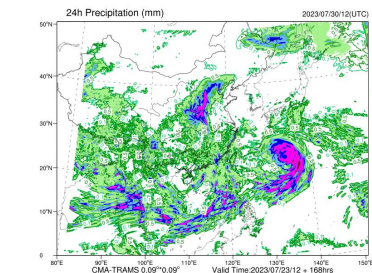 24h Precipitation (mm)
2023/07/30/12(UTC)
50°N
40°N
30°N
20°N
10°N
0
80°E 90°E 100°E 110°E 120°E 130°E 140°E 150°E
CMA-TRAMS 0.09°*0.09°
Valid Time:2023/07/23/12 + 168hrs